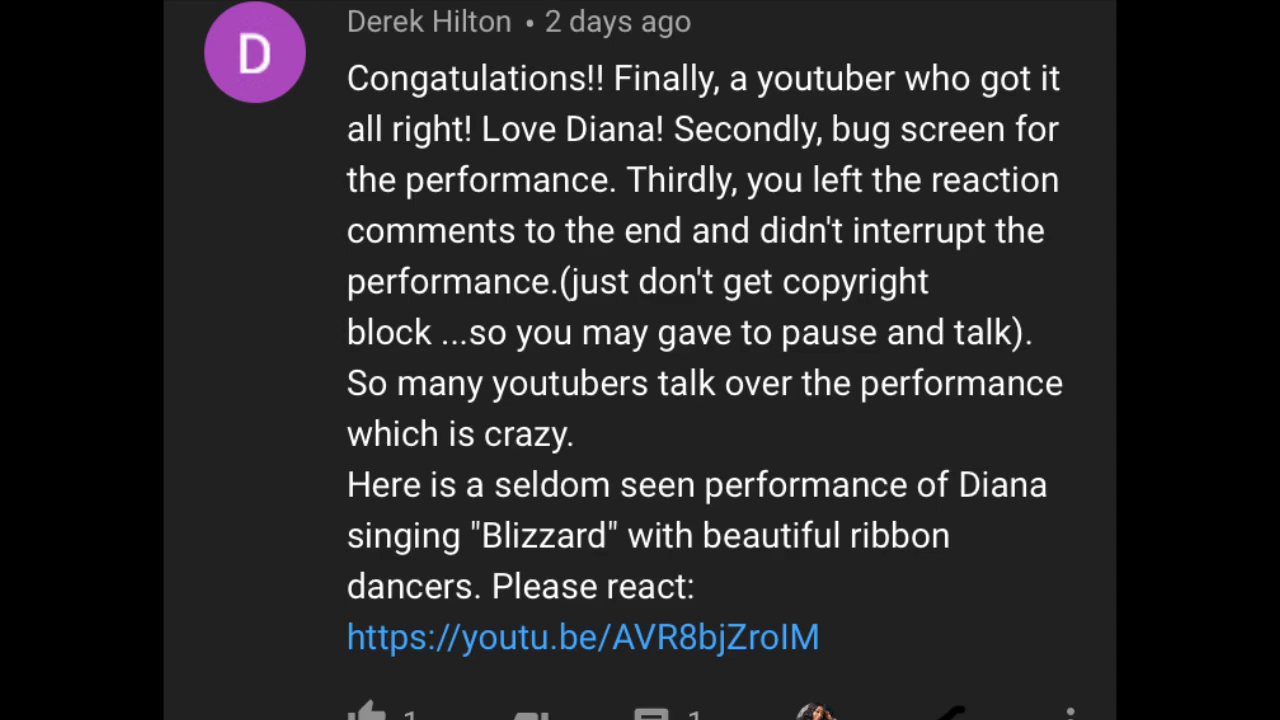 D
Derek Hilton • 2 days ago
Congatulations!! Finally, a youtuber who got it
all right! Love Diana! Secondly, bug screen for
the performance. Thirdly, you left the reaction
comments to the end and didn't interrupt the
performance.(just don't get copyright
block ...so you may gave to pause and talk).
So many youtubers talk over the performance
which is crazy.
Here is a seldom seen performance of Diana
singing "Blizzard" with beautiful ribbon
dancers. Please react:
https://youtu.be/AVR8bjZroIM
1 1